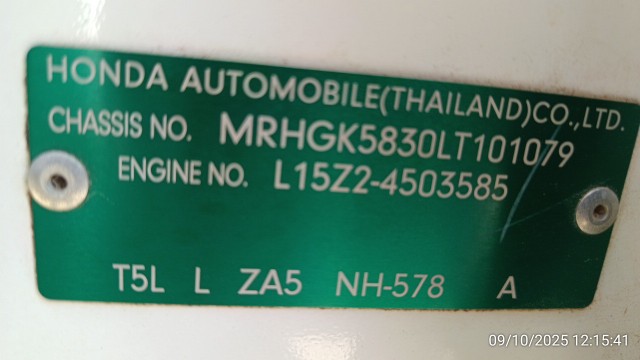 HONDA AUTOMOBILE(THAILAND)CO.,LTD.
CHASSIS NO. MRHGK5830LT101079
ENGINE NO. L15Z2-4503585
T5L L ZA5 NH-578 A
09/10/2025 12:15:41